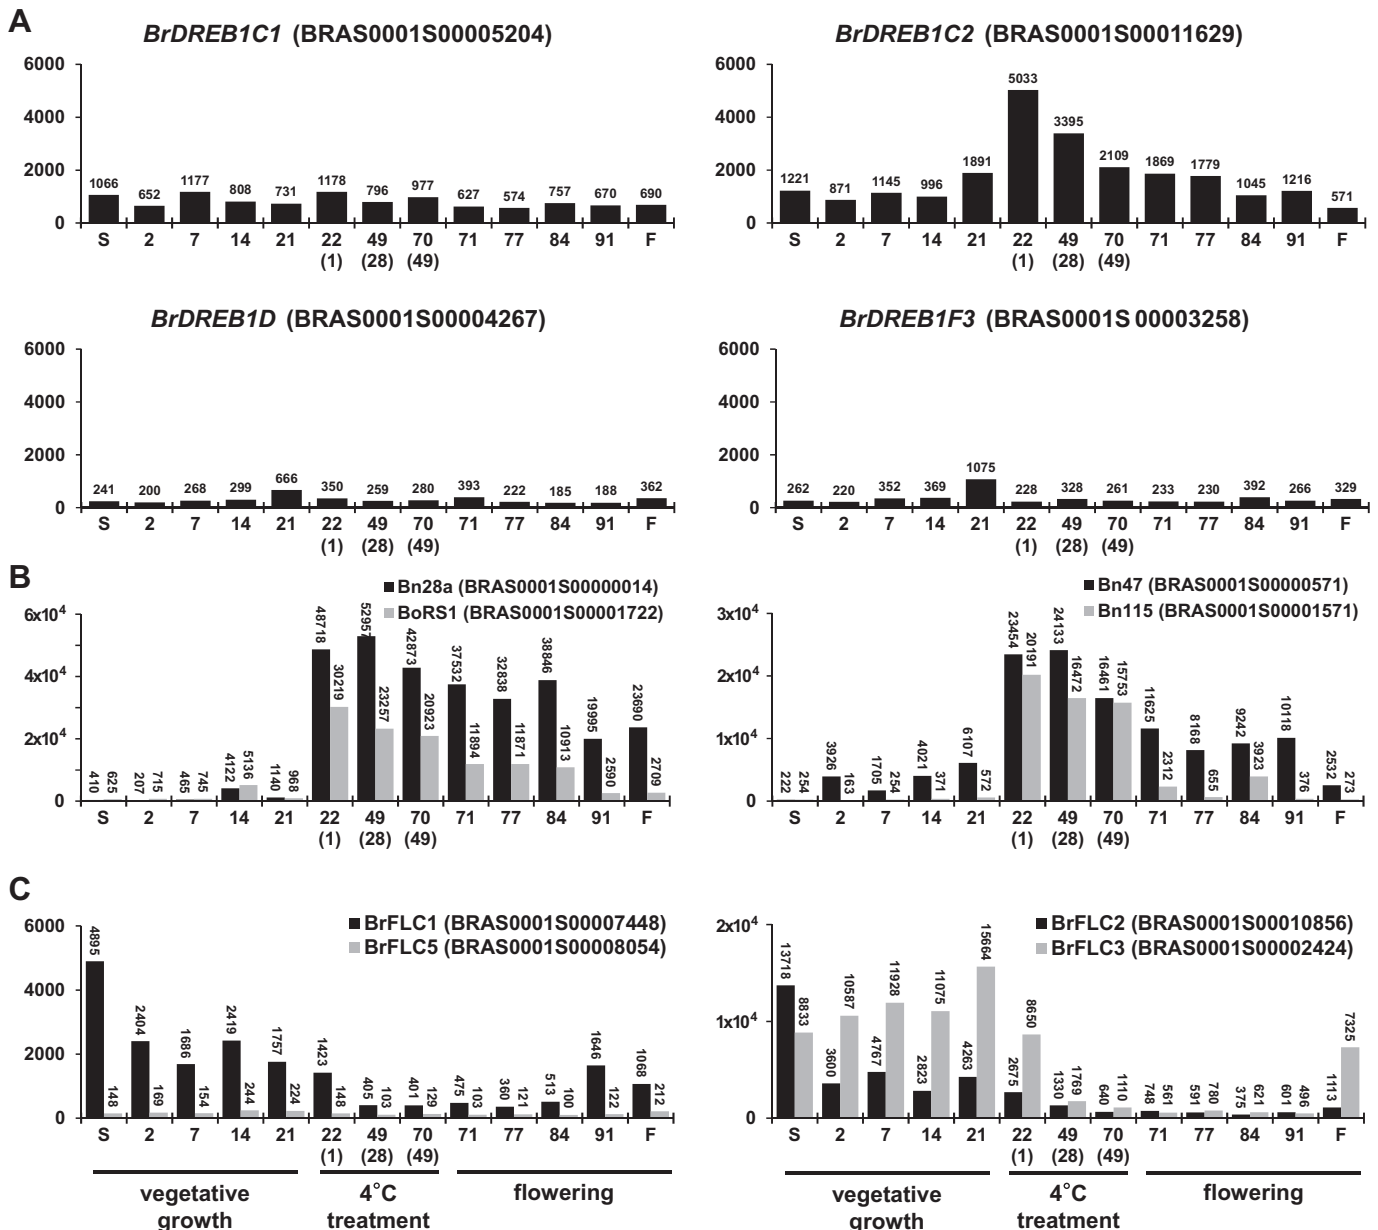 A
BrDREB1C1 (BRAS0001S00005204)
6000
4000
2000
0
1066 652 1177 808 731 1178 796 977 627 574 757 670 690
S 2 7 14 21 22 49 70 71 77 84 91 F
(1) (28) (49)
BrDREB1C2 (BRAS0001S00011629)
6000
4000
2000
0
1221 871 1145 996 1891 5033 3395 2109 1869 1779 1045 1216 571
S 2 7 14 21 22 49 70 71 77 84 91 F
(1) (28) (49)
BrDREB1D (BRAS0001S00004267)
6000
4000
2000
0
241 200 268 299 666 350 259 280 393 222 185 188 362
S 2 7 14 21 22 49 70 71 77 84 91 F
(1) (28) (49)
BrDREB1F3 (BRAS0001S 00003258)
6000
4000
2000
0
262 220 352 369 1075 228 328 261 233 230 392 266 329
S 2 7 14 21 22 49 70 71 77 84 91 F
(1) (28) (49)
B
Bn28a (BRAS0001S00000014)
BoRS1 (BRAS0001S00001722)
6x10⁴
4x10⁴
2x10⁴
0
410 625 207 715 465 745 4122 5136 1140 968 48718 30219 52957 23257 42873 20923 37532 11894 32838 11871 38846 10913 19995 2590 23690 2709
S 2 7 14 21 22 49 70 71 77 84 91 F
(1) (28) (49)
Bn47 (BRAS0001S00000571)
Bn115 (BRAS0001S00001571)
3x10⁴
2x10⁴
1x10⁴
0
222 254 3926 163 1705 254 4021 371 6107 572 23454 20191 24133 16472 16461 15753 11625 2312 8168 655 9242 3923 10118 376 2532 273
S 2 7 14 21 22 49 70 71 77 84 91 F
(1) (28) (49)
C
BrFLC1 (BRAS0001S00007448)
BrFLC5 (BRAS0001S00008054)
6000
4000
2000
0
4895 148 2404 169 1686 154 2419 244 1757 224 1423 148 405 103 401 129 475 103 360 121 513 100 1646 122 1068 212
S 2 7 14 21 22 49 70 71 77 84 91 F
(1) (28) (49)
vegetative growth
4°C treatment
flowering
BrFLC2 (BRAS0001S00010856)
BrFLC3 (BRAS0001S00002424)
2x10⁴
1x10⁴
0
13718 8833 3600 10587 4767 11928 2823 11075 4263 15664 2675 8650 1330 1769 640 1110 748 561 591 780 375 621 601 496 1113 7325
S 2 7 14 21 22 49 70 71 77 84 91 F
(1) (28) (49)
vegetative growth
4°C treatment
flowering